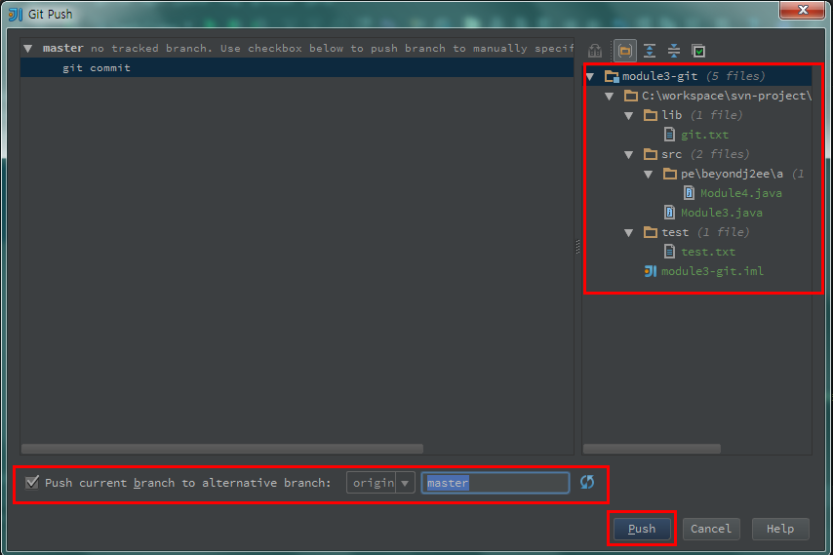 Git Push
master no tracked branch. Use checkbox below to push branch to manually specif
git commit
module3-git (5 files)
C:\workspace\svn-project\
lib (1 file)
git.txt
src (2 files)
pe\beyondj2ee\a (1
Module4.java
Module3.java
test (1 file)
test.txt
module3-git.iml
Push current branch to alternative branch: origin master
Push Cancel Help